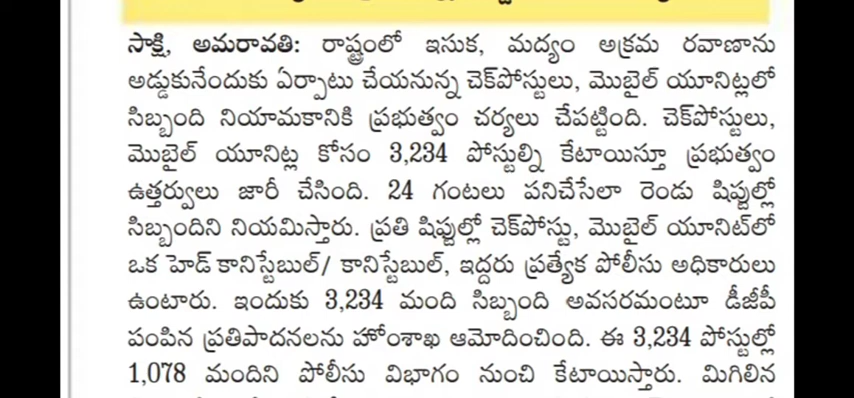 సాక్షి, అమరావతి: రాష్ట్రంలో ఇసుక, మద్యం అక్రమ రవాణాను
అడ్డుకునేందుకు ఏర్పాటు చేయనున్న చెక్‌పోస్టులు, మొబైల్ యూనిట్లలో
సిబ్బంది నియామకానికి ప్రభుత్వం చర్యలు చేపట్టింది. చెక్‌పోస్టులు,
మొబైల్ యూనిట్ల కోసం 3,234 పోస్టుల్ని కేటాయిస్తూ ప్రభుత్వం
ఉత్తర్వులు జారీ చేసింది. 24 గంటలు పనిచేసేలా రెండు షిఫ్టుల్లో
సిబ్బందిని నియమిస్తారు. ప్రతి షిఫ్టుల్లో చెక్‌పోస్టు, మొబైల్ యూనిట్‌లో
ఒక హెడ్ కానిస్టేబుల్/ కానిస్టేబుల్, ఇద్దరు ప్రత్యేక పోలీసు అధికారులు
ఉంటారు. ఇందుకు 3,234 మంది సిబ్బంది అవసరమంటూ డీజీపీ
పంపిన ప్రతిపాదనలను హోంశాఖ ఆమోదించింది. ఈ 3,234 పోస్టుల్లో
1,078 మందిని పోలీసు విభాగం నుంచి కేటాయిస్తారు. మిగిలిన